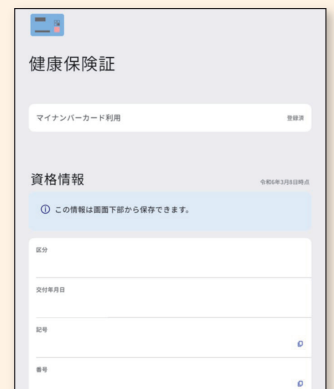 健康保険証
マイナンバーカード利用 登録済
資格情報 令和6年3月8日時点
この情報は画面下部から保存できます。
区分
交付年月日
記号
番号